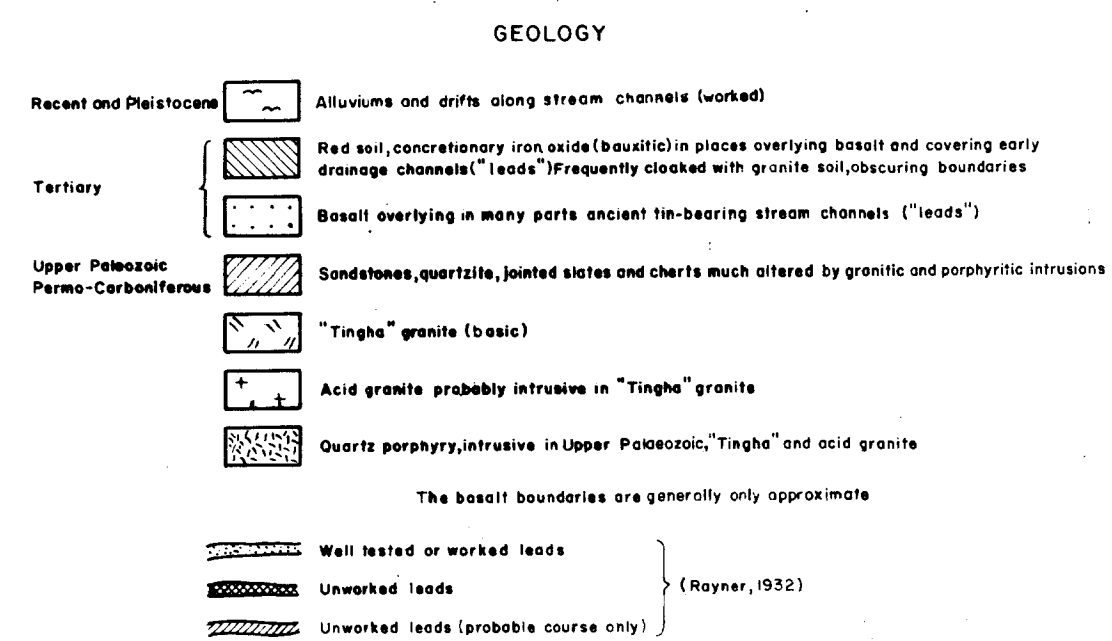 GEOLOGY
Recent and Pleistocene
Alluviums and drifts along stream channels (worked)
Tertiary
Red soil, concretionary iron oxide (bauxitic) in places overlying basalt and covering early
drainage channels ("leads") Frequently cloaked with granite soil, obscuring boundaries
Basalt overlying in many parts ancient tin-bearing stream channels ("leads")
Upper Paleozoic
Permo-Carboniferous
Sandstones, quartzite, jointed slates and cherts much altered by granitic and porphyritic intrusions
"Tingha" granite (basic)
Acid granite probably intrusive in "Tingha" granite
Quartz porphyry, intrusive in Upper Palaeozoic, "Tingha" and acid granite
The basalt boundaries are generally only approximate
Well tested or worked leads
Unworked leads
(Rayner, 1932)
Unworked leads (probable course only)